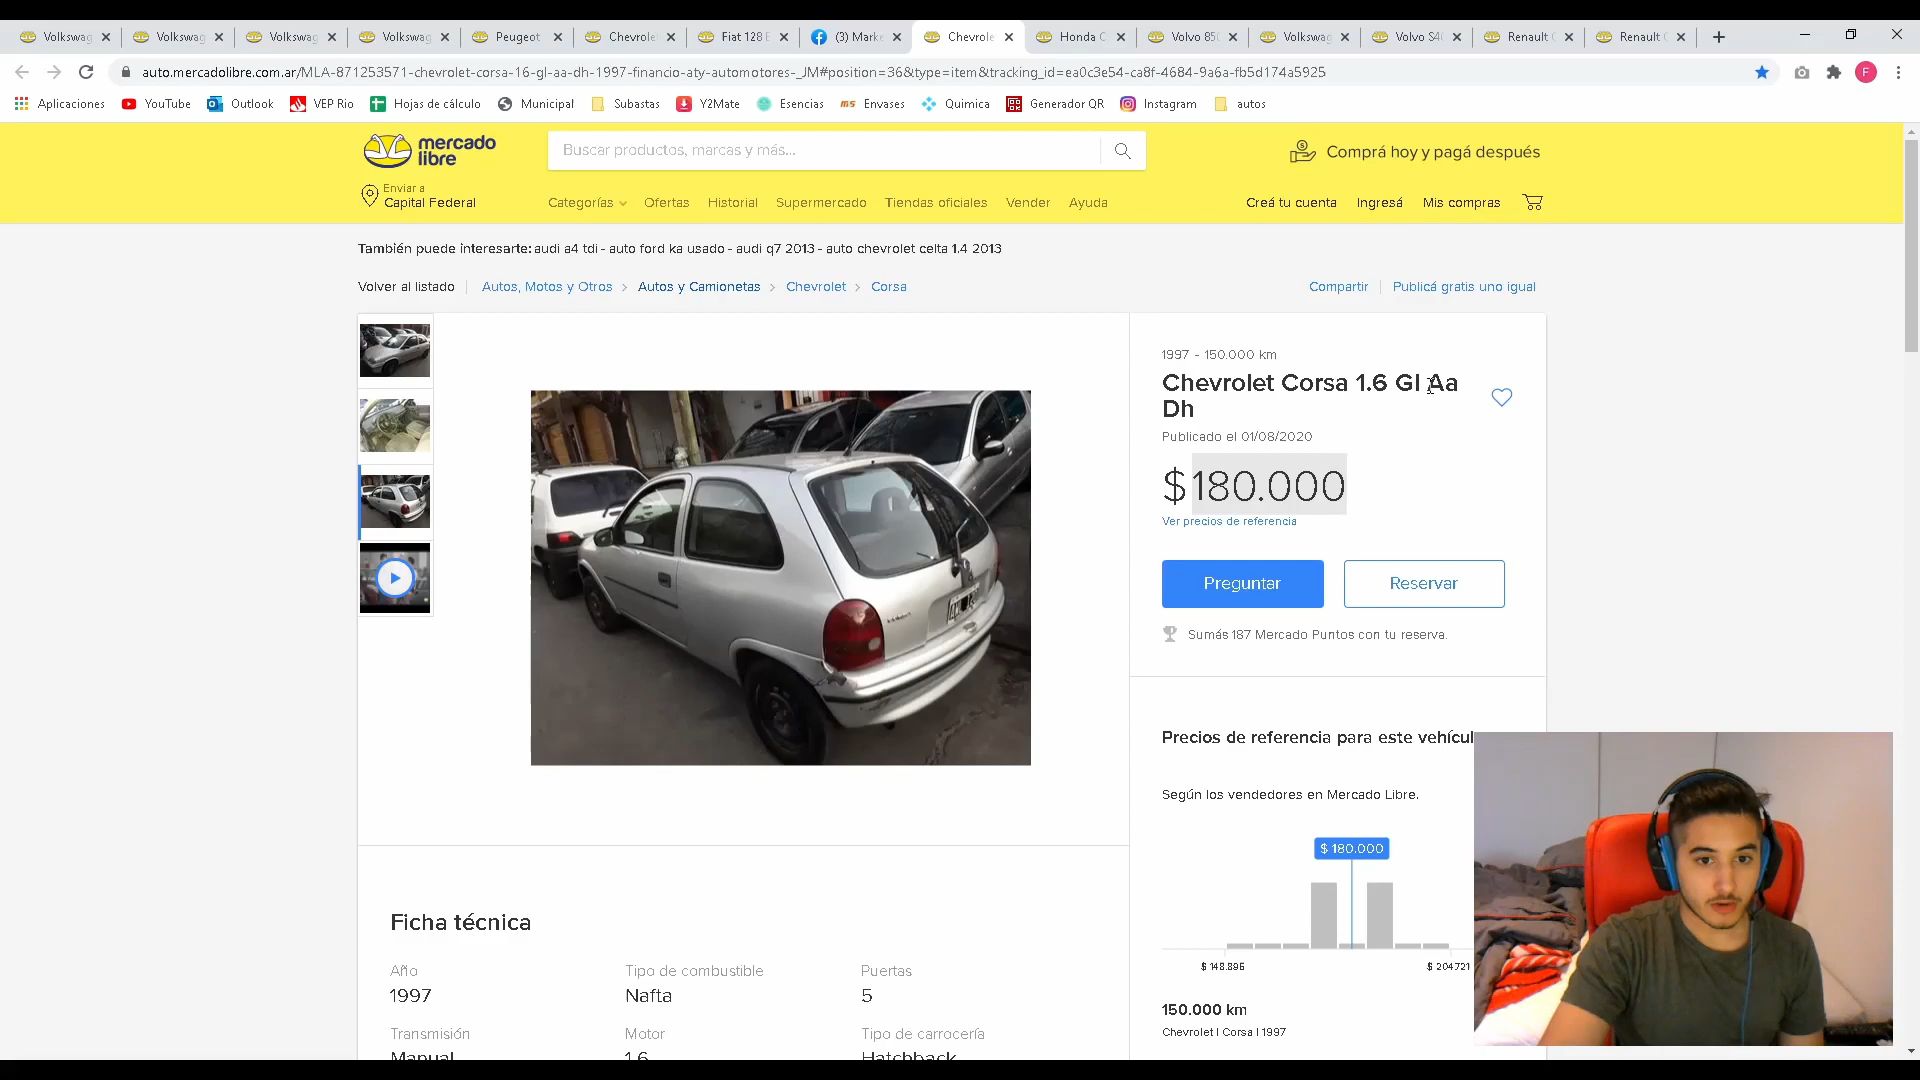 Volkswag
Volkswag
Volkswag
Volkswag
Peugeot
Chevrole
Fiat 128 E
(3) Marke
Chevrole
Honda C
Volvo 850
Volkswag
Volvo S40
Renault
Renault
auto.mercadolibre.com.ar/MLA-871253571-chevrolet-corsa-16-gl-aa-dh-1997-financio-aty-automotores-_JM#position=36&type=item&tracking_id=ea0c3e54-ca8f-4684-9a6a-fb5d174a5925
F
Aplicaciones
YouTube
Outlook
VEP Rio
Hojas de cálculo
Municipal
Subastas
Y2Mate
Esencias
Envases
Quimica
Generador QR
Instagram
autos
mercado
libre
Buscar productos, marcas y más...
Comprá hoy y pagá después
Enviar a
Capital Federal
Categorías
Ofertas
Historial
Supermercado
Tiendas oficiales
Vender
Ayuda
Creá tu cuenta
Ingresá
Mis compras
También puede interesarte: audi a4 tdi - auto ford ka usado - audi q7 2013 - auto chevrolet celta 1.4 2013
Volver al listado
Autos, Motos y Otros > Autos y Camionetas > Chevrolet > Corsa
Compartir
Publicá gratis uno igual
1997 - 150.000 km
Chevrolet Corsa 1.6 Gl Aa
Dh
Publicado el 01/08/2020
$180.000
Ver precios de referencia
Preguntar
Reservar
Sumás 187 Mercado Puntos con tu reserva.
Precios de referencia para este vehícul
Según los vendedores en Mercado Libre.
$ 180.000
$ 148.896
$ 204.721
150.000 km
Chevrolet | Corsa | 1997
Ficha técnica
Año
Tipo de combustible
Puertas
1997
Nafta
5
Transmisión
Motor
Tipo de carrocería
Manual
1.6
Hatchback